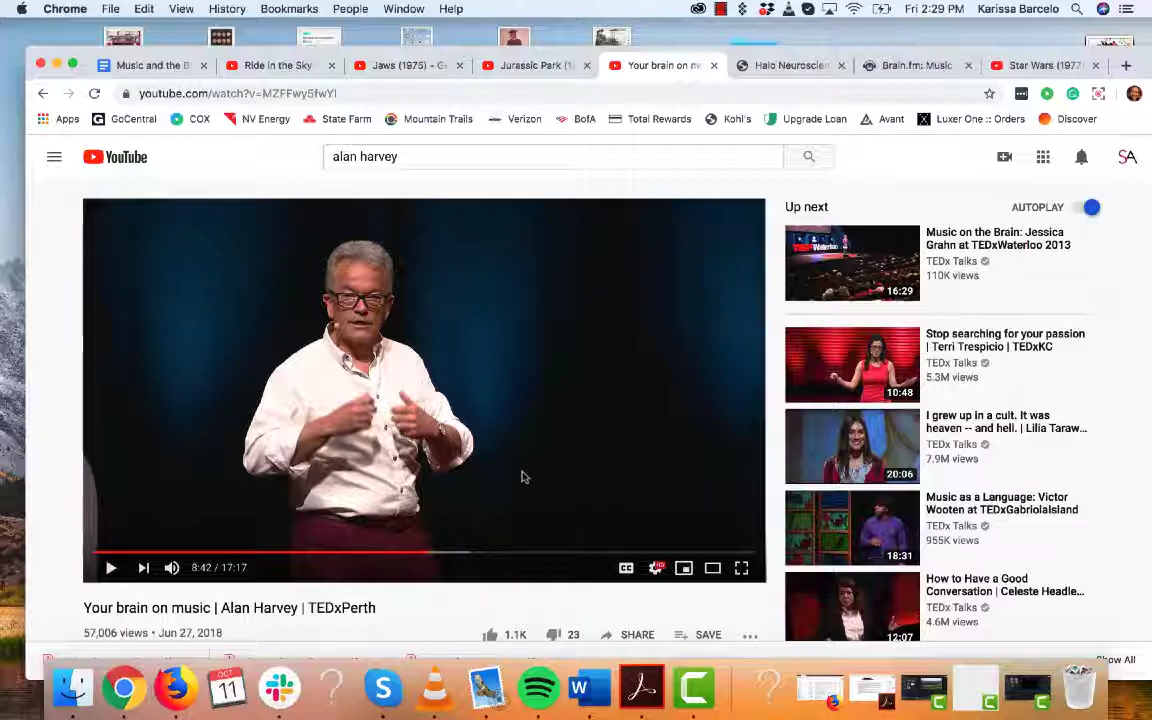 Chrome File Edit View History Bookmarks People Window Help Fri 2:29 PM Karissa Barcelo
Music and the B Ride in the Sky Jaws (1975) - G Jurassic Park (1 Your brain on m Halo Neuroscien Brain.fm: Music Star Wars (1977
youtube.com/watch?v=MZFFwy5fwYI
Apps GoCentral COX NV Energy State Farm Mountain Trails Verizon BofA Total Rewards Kohl's Upgrade Loan Avant Luxer One :: Orders Discover
YouTube alan harvey SA
Up next AUTOPLAY
Music on the Brain: Jessica
Grahn at TEDxWaterloo 2013
TEDx Talks
110K views
16:29
Stop searching for your passion
| Terri Trespicio | TEDxKC
TEDx Talks
5.3M views
10:48
I grew up in a cult. It was
heaven -- and hell. | Lilia Taraw...
TEDx Talks
7.9M views
20:06
Music as a Language: Victor
Wooten at TEDxGabriolaIsland
TEDx Talks
955K views
18:31
How to Have a Good
Conversation | Celeste Headle...
TEDx Talks
4.6M views
12:07
8:42 / 17:17 CC HD
Your brain on music | Alan Harvey | TEDxPerth
57,006 views • Jun 27, 2018 1.1K 23 SHARE SAVE
Show All
OCT
11
S W C